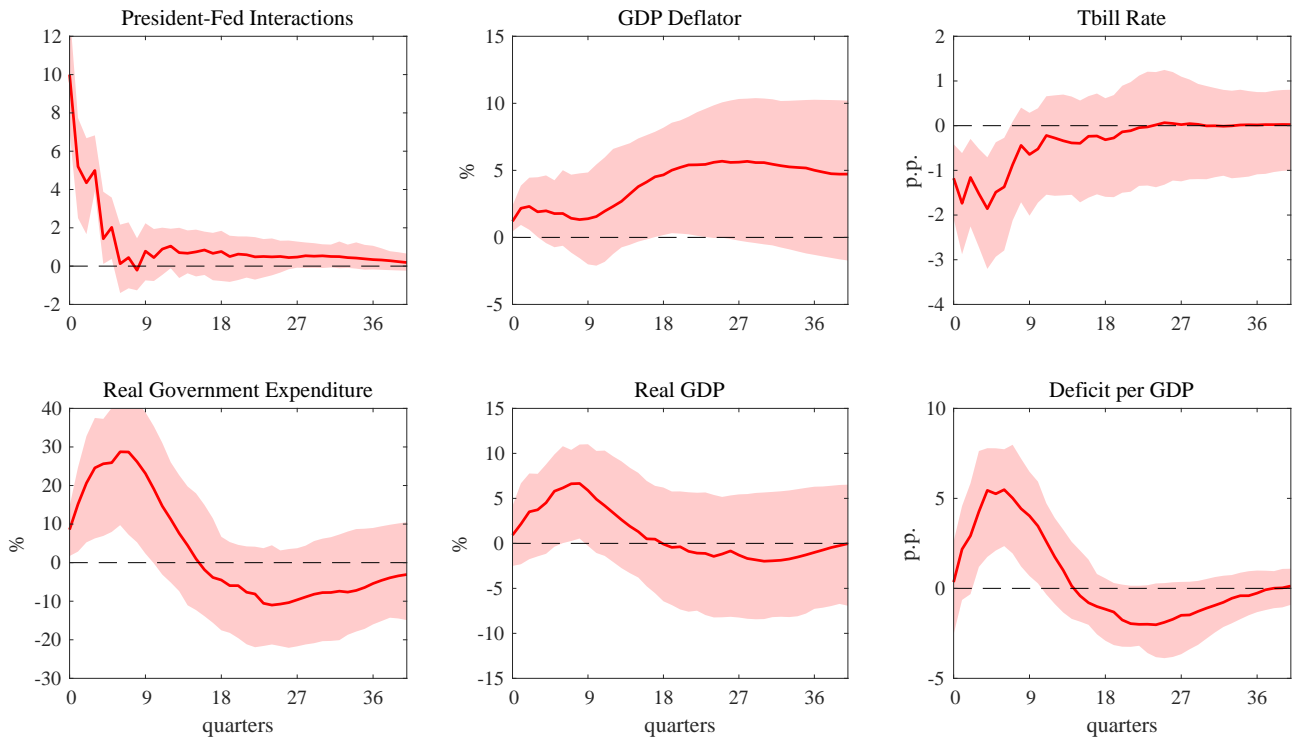 President-Fed Interactions
12
10
8
6
4
2
0
-2
0 9 18 27 36
GDP Deflator
%
15
10
5
0
-5
0 9 18 27 36
Tbill Rate
p.p.
2
1
0
-1
-2
-3
-4
0 9 18 27 36
Real Government Expenditure
%
40
30
20
10
0
-10
-20
-30
0 9 18 27 36
quarters
Real GDP
%
15
10
5
0
-5
-10
-15
0 9 18 27 36
quarters
Deficit per GDP
p.p.
10
5
0
-5
0 9 18 27 36
quarters